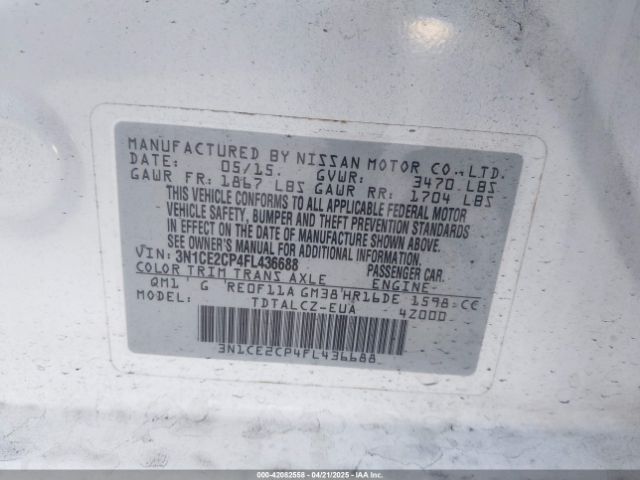 MANUFACTURED BY NISSAN MOTOR CO., LTD.
DATE: 05/15. GVWR: 3470 LBS
GAWR FR: 1867 LBS GAWR RR: 1704 LBS
THIS VEHICLE CONFORMS TO ALL APPLICABLE FEDERAL MOTOR
VEHICLE SAFETY, BUMPER AND THEFT PREVENTION STANDARDS
IN EFFECT ON THE DATE OF MANUFACTURE SHOWN ABOVE.
SEE OWNER'S MANUAL FOR MORE INFORMATION.
VIN: 3N1CE2CP4FL436688 PASSENGER CAR.
COLOR TRIM TRANS AXLE ENGINE
QM1 G RE0F11A GM38 HR16DE 1598 CC
MODEL: TDTALCZ-EUA 4Z000
3N1CE2CP4FL436688
000-42082558 - 04/21/2025 - IAA Inc.